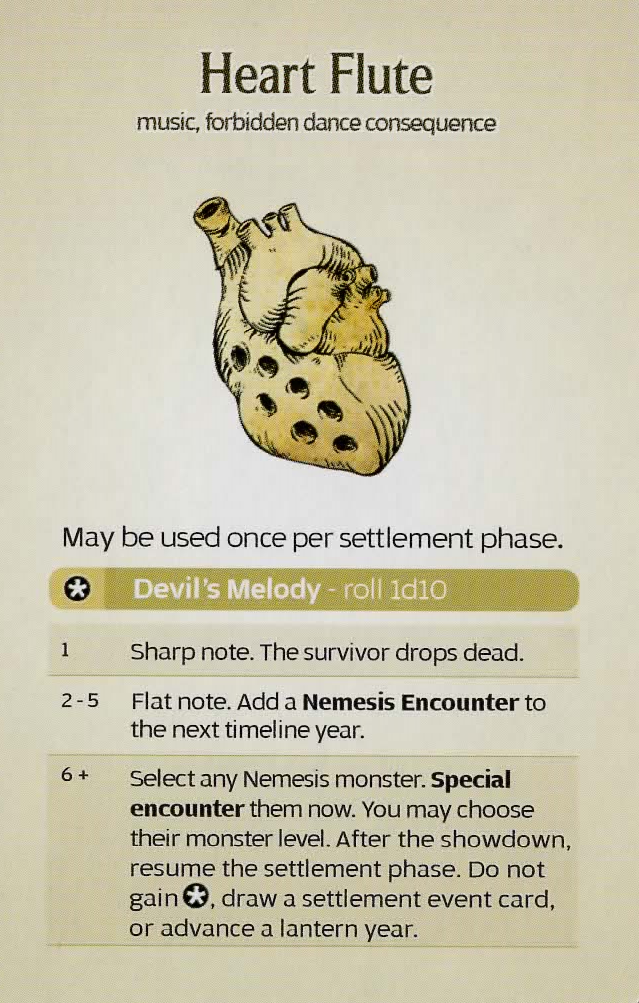 Heart Flute
music, forbidden dance consequence
May be used once per settlement phase.
Devil's Melody - roll 1d10
1 Sharp note. The survivor drops dead.
2-5 Flat note. Add a Nemesis Encounter to
the next timeline year.
6+ Select any Nemesis monster. Special
encounter them now. You may choose
their monster level. After the showdown,
resume the settlement phase. Do not
gain , draw a settlement event card,
or advance a lantern year.